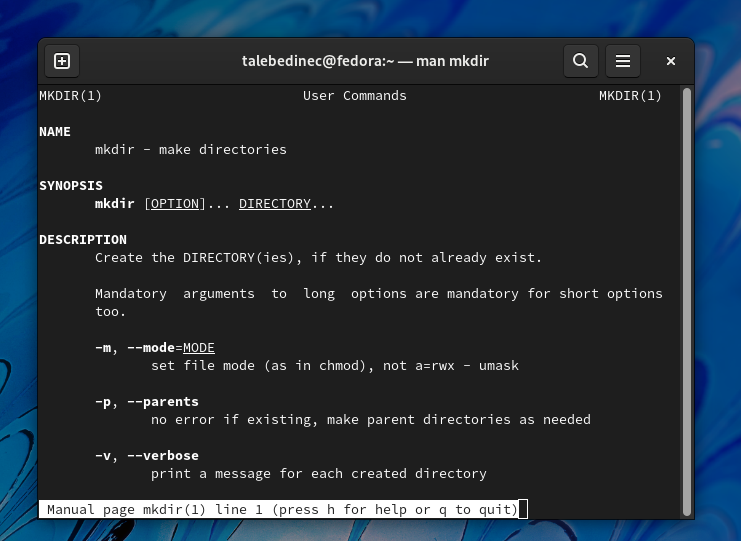 talebedinec@fedora:~ — man mkdir
MKDIR(1) User Commands MKDIR(1)
NAME
mkdir - make directories
SYNOPSIS
mkdir [OPTION]... DIRECTORY...
DESCRIPTION
Create the DIRECTORY(ies), if they do not already exist.
Mandatory arguments to long options are mandatory for short options
too.
-m, --mode=MODE
set file mode (as in chmod), not a=rwx - umask
-p, --parents
no error if existing, make parent directories as needed
-v, --verbose
print a message for each created directory
Manual page mkdir(1) line 1 (press h for help or q to quit)